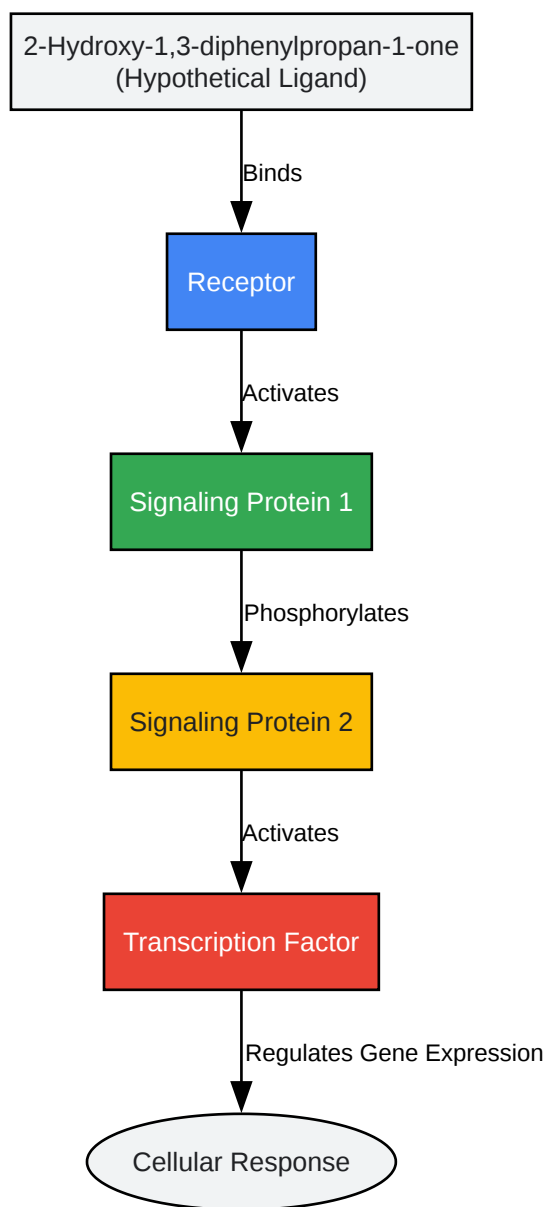 2-Hydroxy-1,3-diphenylpropan-1-one
(Hypothetical Ligand)
Binds
Receptor
Activates
Signaling Protein 1
Phosphorylates
Signaling Protein 2
Activates
Transcription Factor
Regulates Gene Expression
Cellular Response